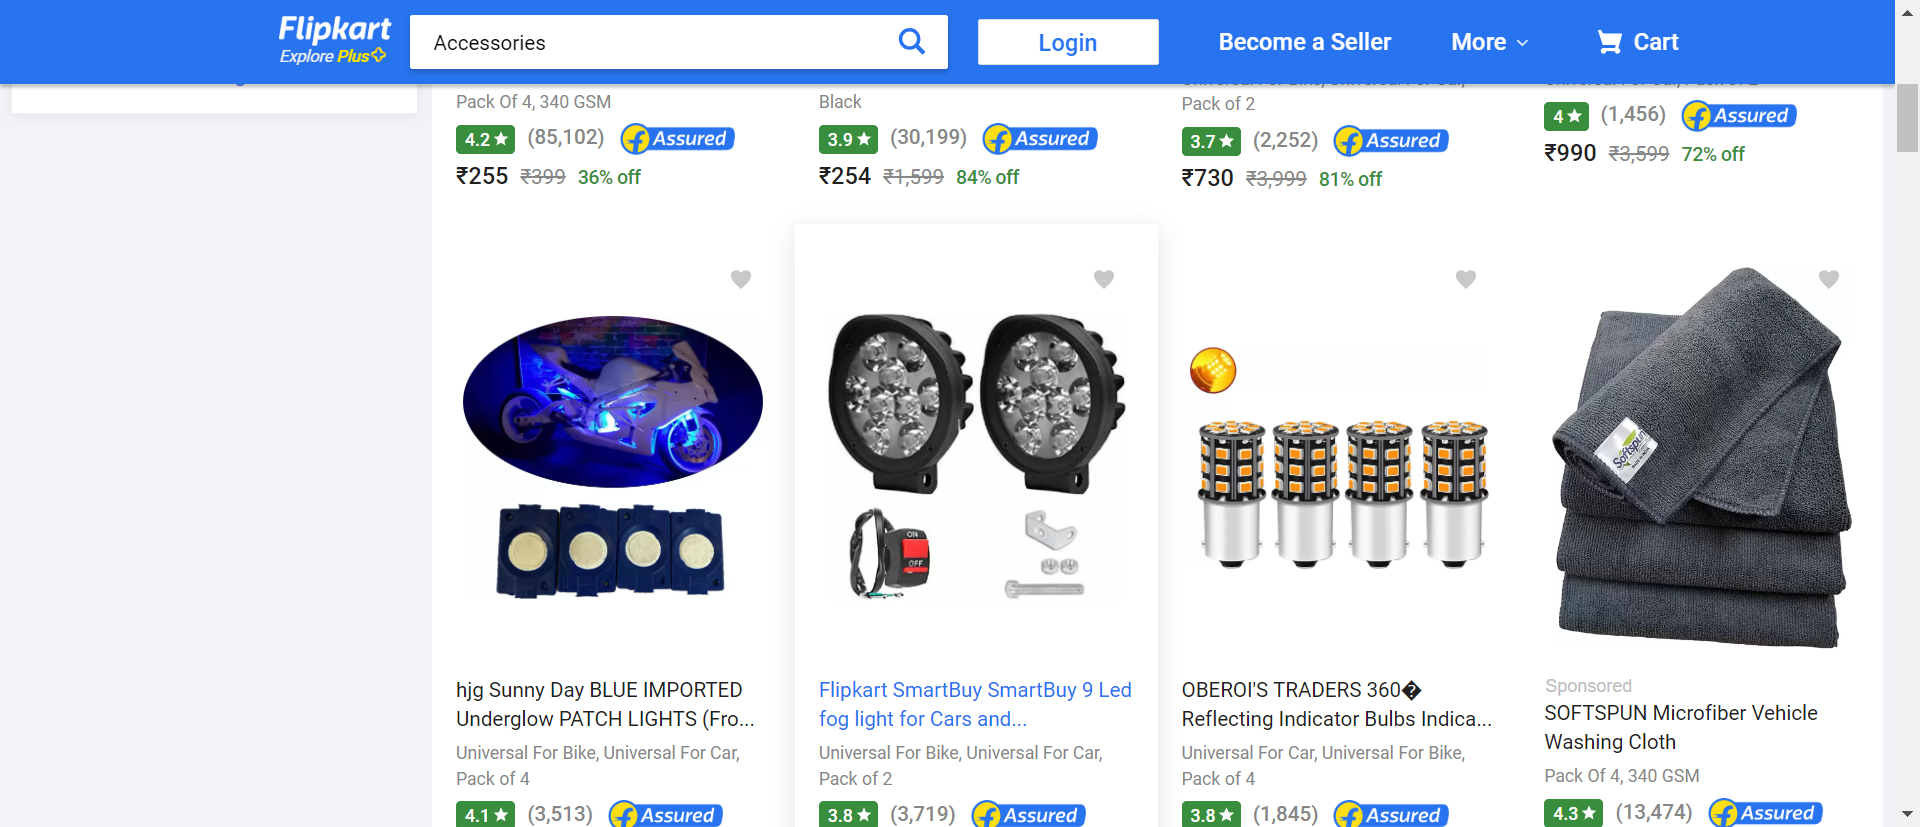 Flipkart
Explore Plus
Accessories
Login
Become a Seller
More
Cart
Pack Of 4, 340 GSM
4.2★ (85,102) Assured
₹255 ₹399 36% off
Black
3.9★ (30,199) Assured
₹254 ₹1,599 84% off
Pack of 2
3.7★ (2,252) Assured
₹730 ₹3,999 81% off
4★ (1,456) Assured
₹990 ₹3,599 72% off
ON
OFF
Softspun
hjg Sunny Day BLUE IMPORTED
Underglow PATCH LIGHTS (Fro...
Universal For Bike, Universal For Car,
Pack of 4
4.1★ (3,513) Assured
Flipkart SmartBuy SmartBuy 9 Led
fog light for Cars and...
Universal For Bike, Universal For Car,
Pack of 2
3.8★ (3,719) Assured
OBEROI'S TRADERS 360�
Reflecting Indicator Bulbs Indica...
Universal For Car, Universal For Bike,
Pack of 4
3.8★ (1,845) Assured
Sponsored
SOFTSPUN Microfiber Vehicle
Washing Cloth
Pack Of 4, 340 GSM
4.3★ (13,474) Assured